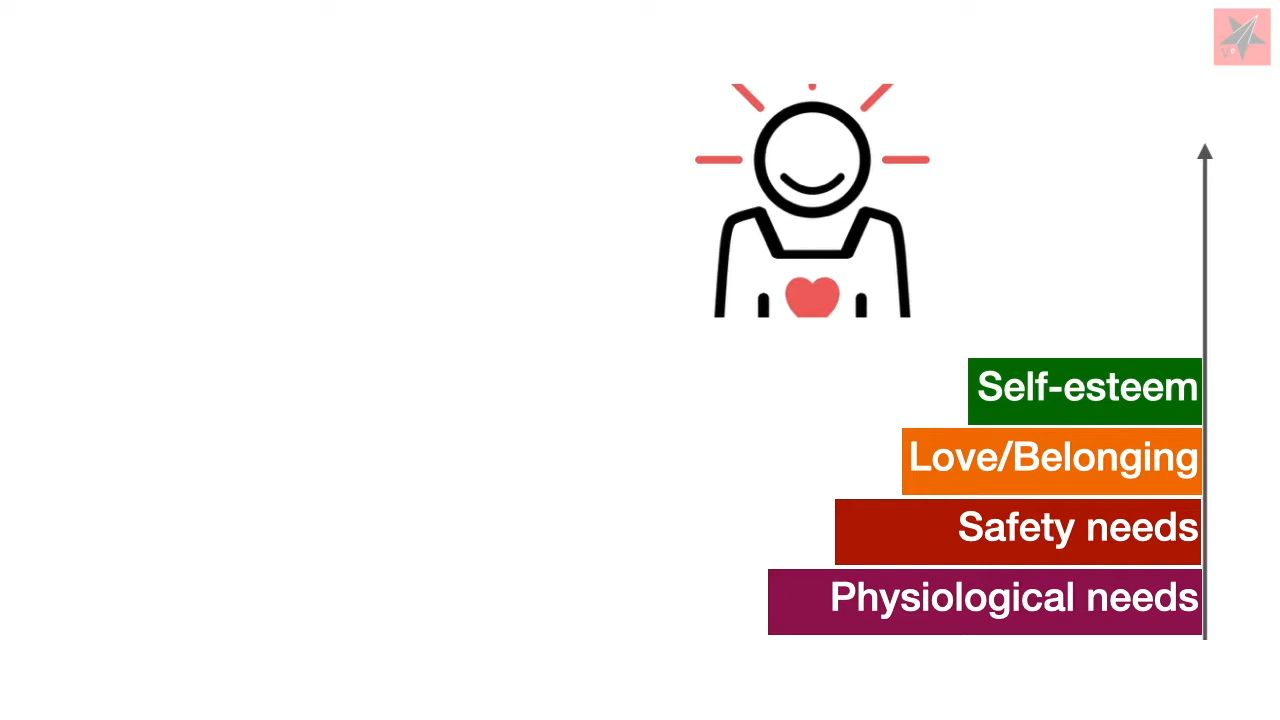 Self-esteem
Love/Belonging
Safety needs
Physiological needs